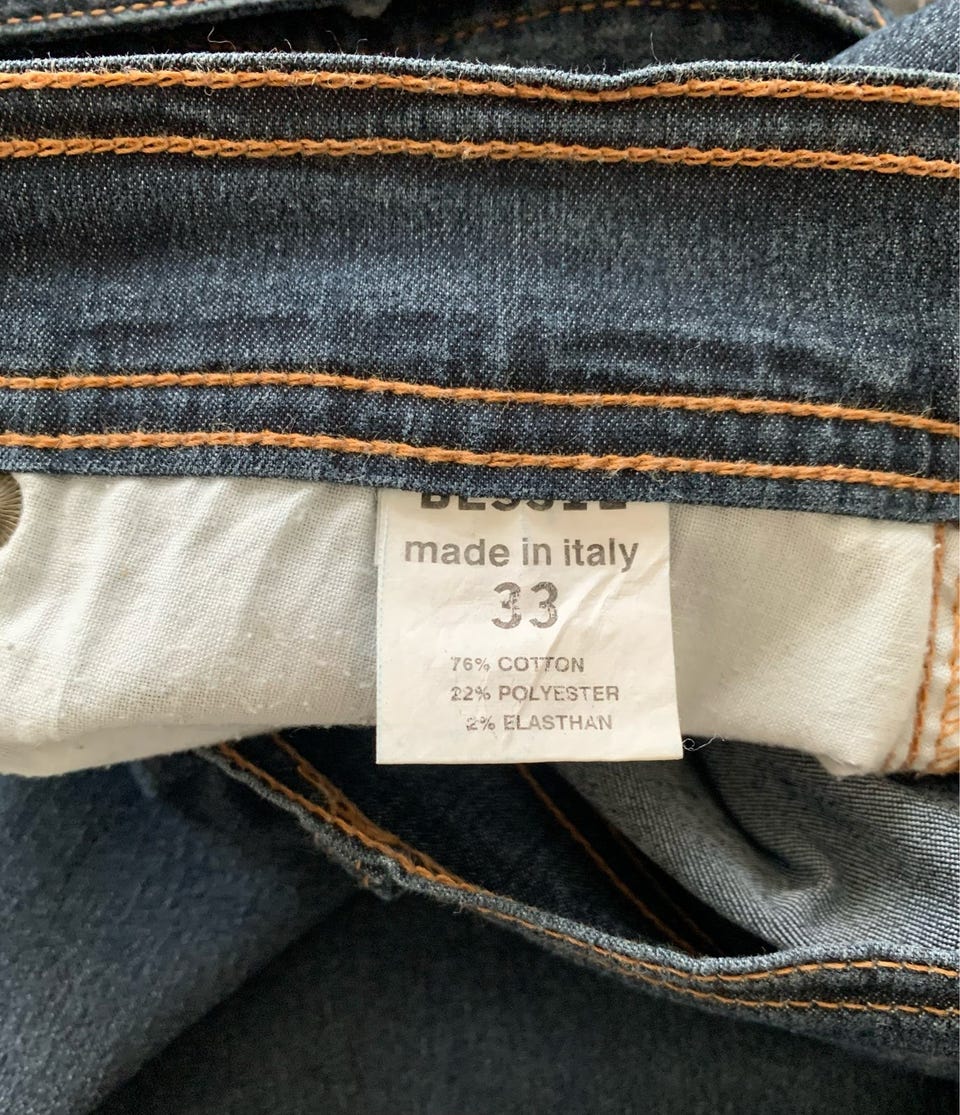 made in italy
33
76% COTTON
22% POLYESTER
2% ELASTHAN